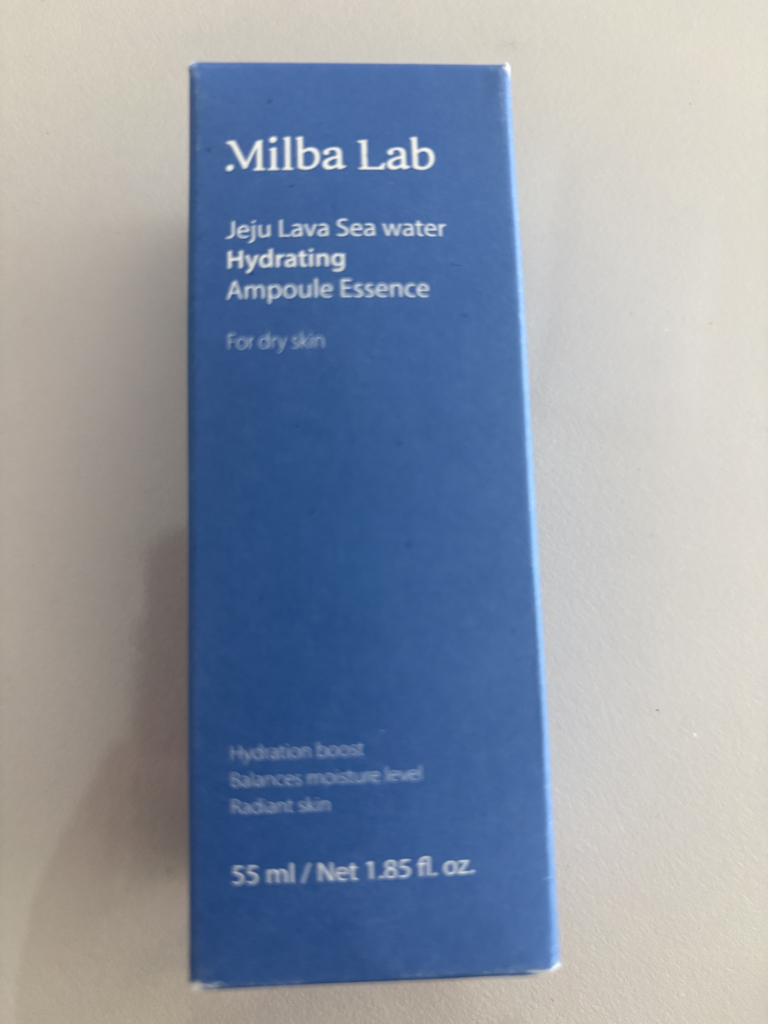 Milba Lab
Jeju Lava Sea water
Hydrating
Ampoule Essence
For dry skin
Hydration boost
Balances moisture level
Radiant skin
55 ml / Net 1.85 fl. oz.